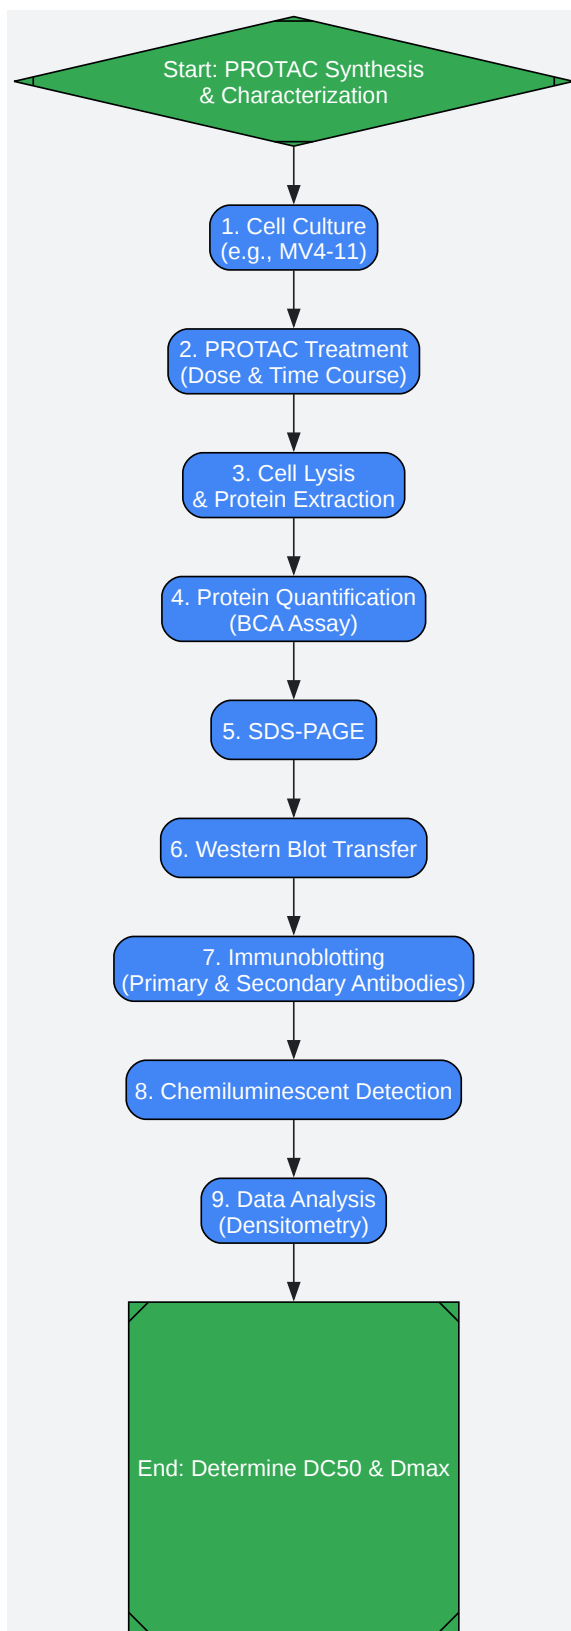 Start: PROTAC Synthesis
& Characterization
1. Cell Culture
(e.g., MV4-11)
2. PROTAC Treatment
(Dose & Time Course)
3. Cell Lysis
& Protein Extraction
4. Protein Quantification
(BCA Assay)
5. SDS-PAGE
6. Western Blot Transfer
7. Immunoblotting
(Primary & Secondary Antibodies)
8. Chemiluminescent Detection
9. Data Analysis
(Densitometry)
End: Determine DC50 & Dmax